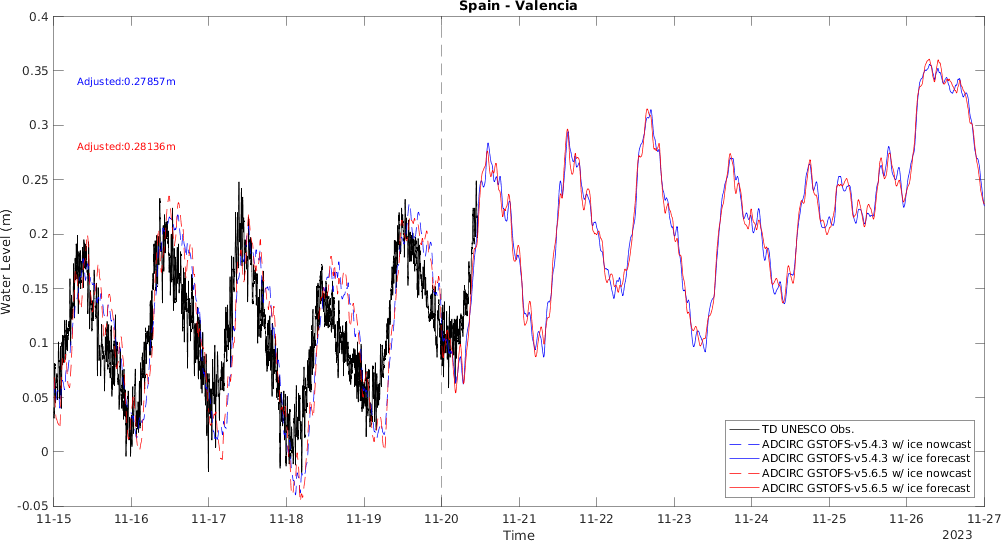 Spain - Valencia
0.4
0.35
0.3
0.25
0.2
0.15
0.1
0.05
0
-0.05
Water Level (m)
Adjusted:0.27857m
Adjusted:0.28136m
TD UNESCO Obs.
ADCIRC GSTOFS-v5.4.3 w/ ice nowcast
ADCIRC GSTOFS-v5.4.3 w/ ice forecast
ADCIRC GSTOFS-v5.6.5 w/ ice nowcast
ADCIRC GSTOFS-v5.6.5 w/ ice forecast
11-15 11-16 11-17 11-18 11-19 11-20 11-21 11-22 11-23 11-24 11-25 11-26 11-27
Time
2023